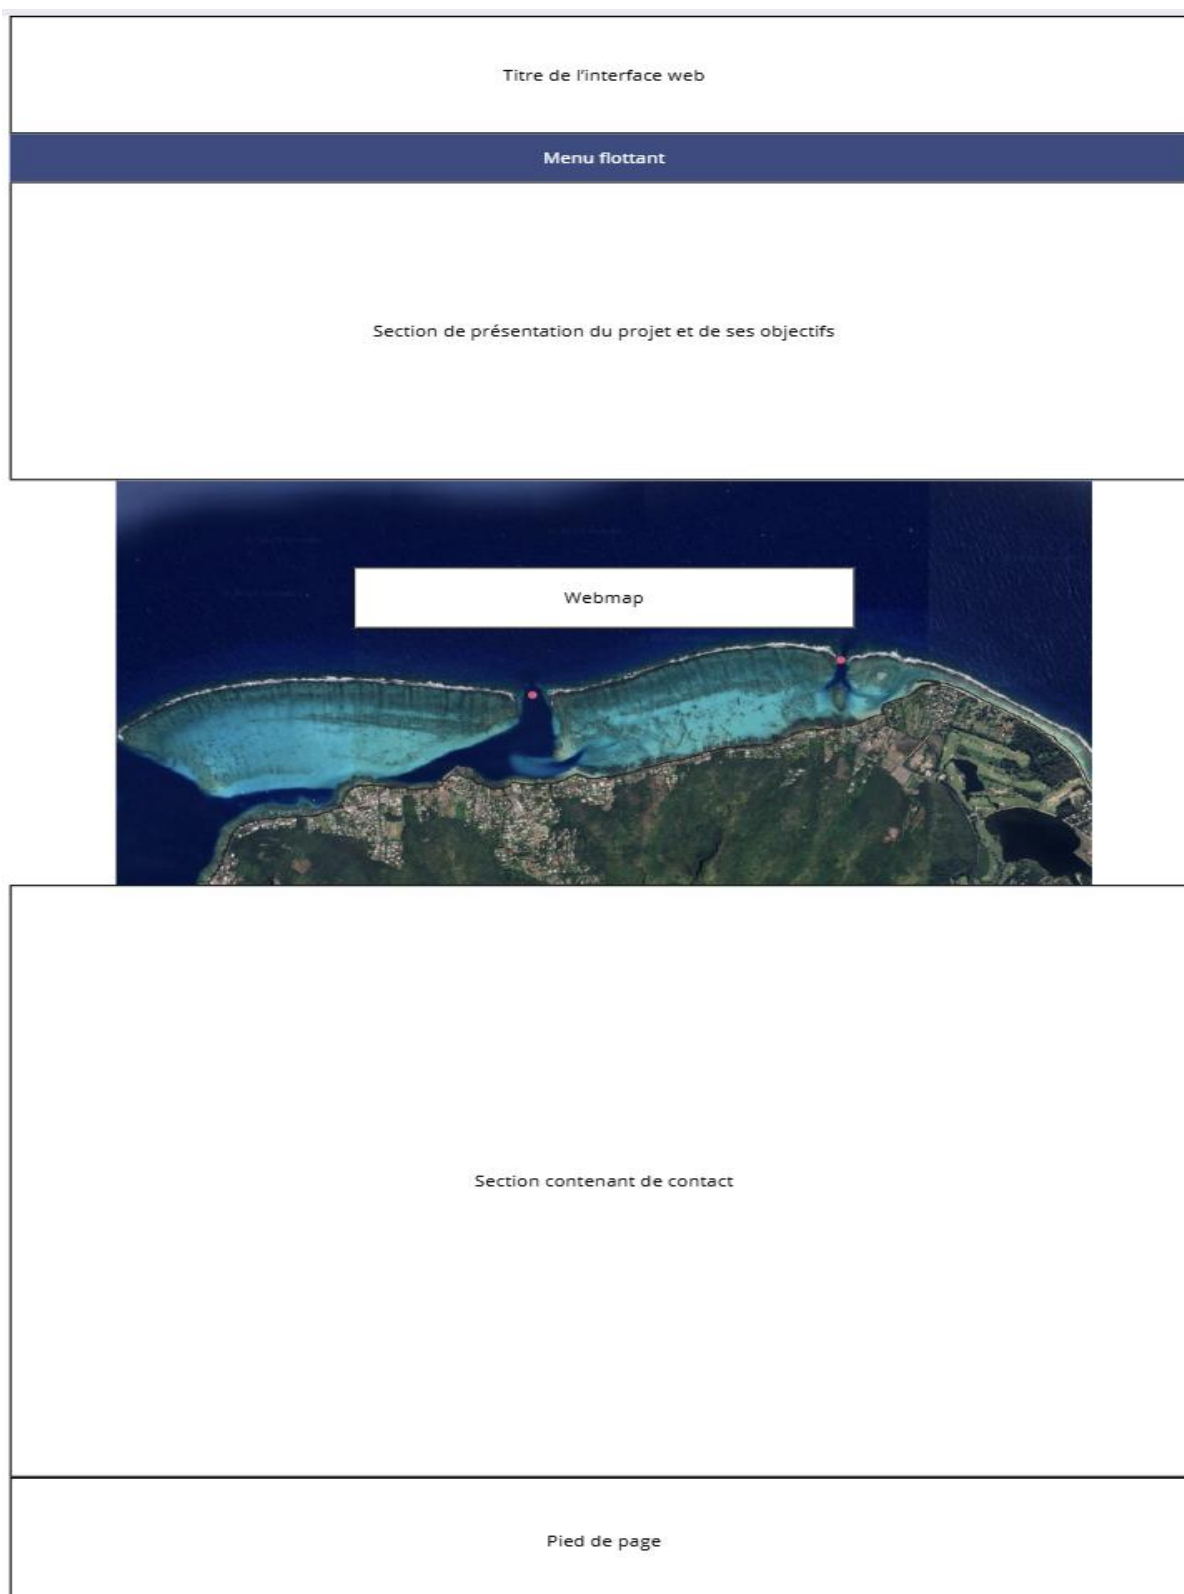 Titre de l'interface web
Menu flottant
Section de présentation du projet et de ses objectifs
Webmap
Section contenant de contact
Pied de page